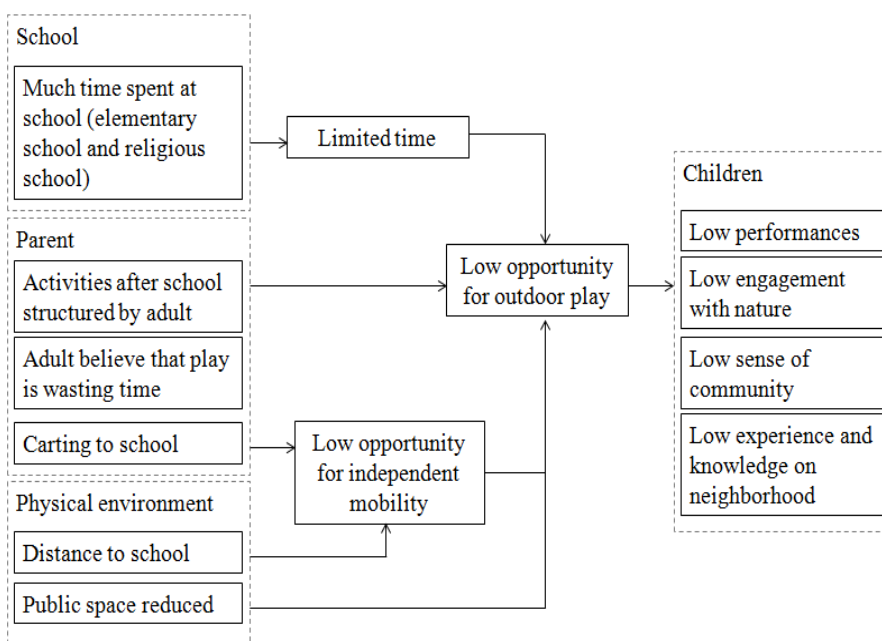 School
Much time spent at
school (elementary
school and religious
school)
Limited time
Parent
Activities after school
structured by adult
Adult believe that play
is wasting time
Carting to school
Low opportunity
for independent
mobility
Physical environment
Distance to school
Public space reduced
Low opportunity
for outdoor play
Children
Low performances
Low engagement
with nature
Low sense of
community
Low experience and
knowledge on
neighborhood